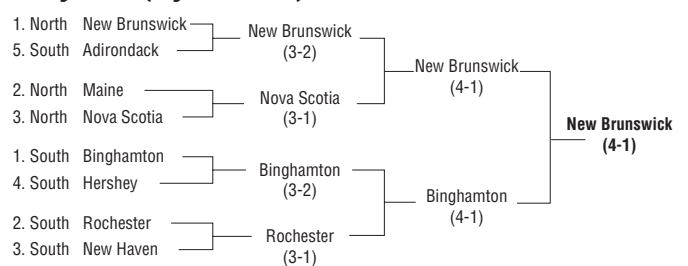 1. North New Brunswick
5. South Adirondack
New Brunswick
(3-2)
2. North Maine
3. North Nova Scotia
Nova Scotia
(3-1)
New Brunswick
(4-1)
1. South Binghamton
4. South Hershey
Binghamton
(3-2)
2. South Rochester
3. South New Haven
Rochester
(3-1)
Binghamton
(4-1)
New Brunswick
(4-1)